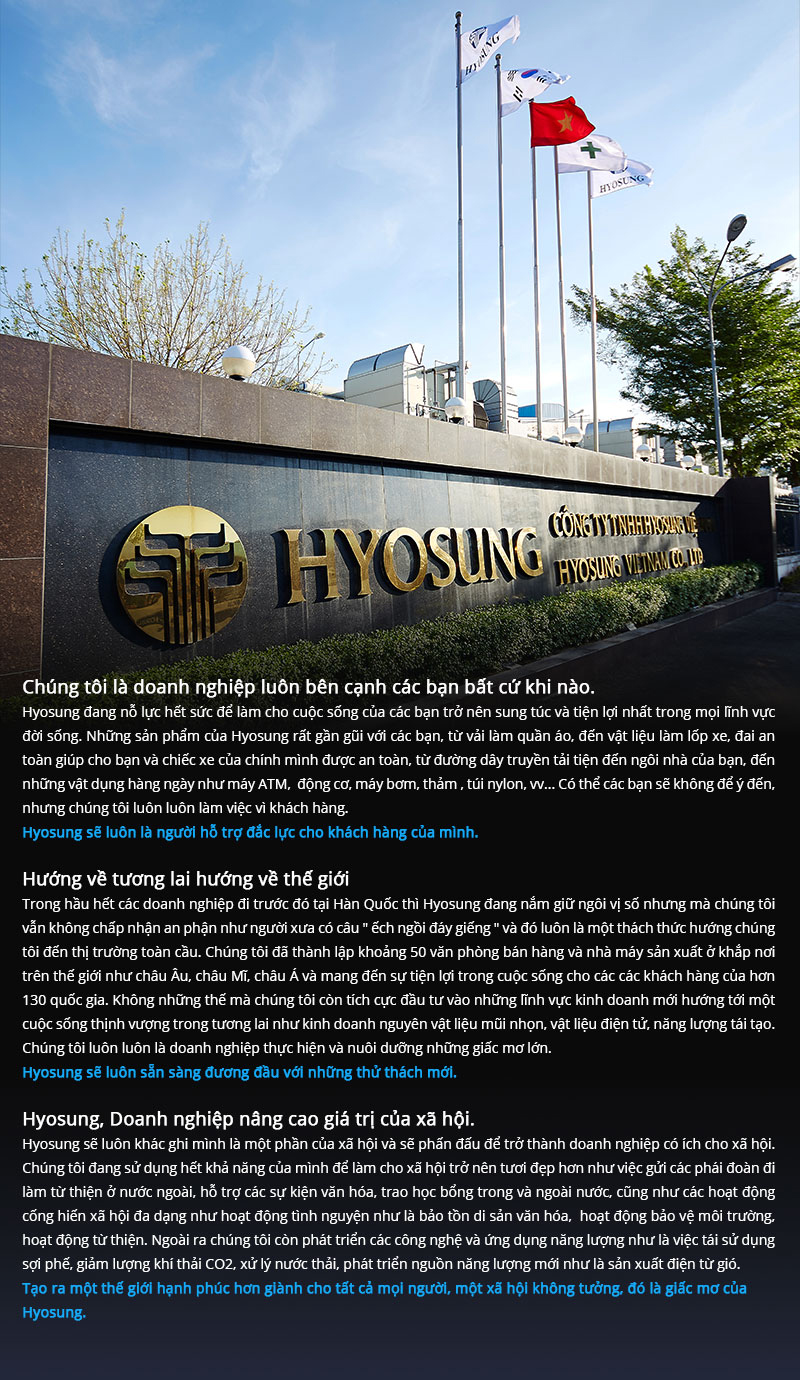 HYOSUNG
HYOSUNG
HYOSUNG
CÔNG TY TNHH HYOSUNG
HYOSUNG VIETNAM CO. LTD
Chúng tôi là doanh nghiệp luôn bên cạnh các bạn bất cứ khi nào.
Hyosung đang nỗ lực hết sức để làm cho cuộc sống của các bạn trở nên sung túc và tiện lợi nhất trong mọi lĩnh vực
đời sống. Những sản phẩm của Hyosung rất gần gũi với các bạn, từ vải làm quần áo, đến vật liệu làm lốp xe, đai an
toàn giúp cho bạn và chiếc xe của chính mình được an toàn, từ đường dây truyền tải tiện đến ngôi nhà của bạn, đến
những vật dụng hàng ngày như máy ATM, động cơ, máy bơm, thảm , túi nylon, vv... Có thể các bạn sẽ không để ý đến,
nhưng chúng tôi luôn luôn làm việc vì khách hàng.
Hyosung sẽ luôn là người hỗ trợ đắc lực cho khách hàng của mình.
Hướng về tương lai hướng về thế giới
Trong hầu hết các doanh nghiệp đi trước đó tại Hàn Quốc thì Hyosung đang nắm giữ ngôi vị số nhưng mà chúng tôi
vẫn không chấp nhận an phận như người xưa có câu " ếch ngồi đáy giếng " và đó luôn là một thách thức hướng chúng
tôi đến thị trường toàn cầu. Chúng tôi đã thành lập khoảng 50 văn phòng bán hàng và nhà máy sản xuất ở khắp nơi
trên thế giới như châu Âu, châu Mĩ, châu Á và mang đến sự tiện lợi trong cuộc sống cho các các khách hàng của hơn
130 quốc gia. Không những thế mà chúng tôi còn tích cực đầu tư vào những lĩnh vực kinh doanh mới hướng tới một
cuộc sống thịnh vượng trong tương lai như kinh doanh nguyên vật liệu mũi nhọn, vật liệu điện tử, năng lượng tái tạo.
Chúng tôi luôn luôn là doanh nghiệp thực hiện và nuôi dưỡng những giấc mơ lớn.
Hyosung sẽ luôn sẵn sàng đương đầu với những thử thách mới.
Hyosung, Doanh nghiệp nâng cao giá trị của xã hội.
Hyosung sẽ luôn khác ghi mình là một phần của xã hội và sẽ phấn đấu để trở thành doanh nghiệp có ích cho xã hội.
Chúng tôi đang sử dụng hết khả năng của mình để làm cho xã hội trở nên tươi đẹp hơn như việc gửi các phái đoàn đi
làm từ thiện ở nước ngoài, hỗ trợ các sự kiện văn hóa, trao học bổng trong và ngoài nước, cũng như các hoạt động
cống hiến xã hội đa dạng như hoạt động tình nguyện như là bảo tồn di sản văn hóa, hoạt động bảo vệ môi trường,
hoạt động từ thiện. Ngoài ra chúng tôi còn phát triển các công nghệ và ứng dụng năng lượng như là việc tái sử dụng
sợi phế, giảm lượng khí thải CO2, xử lý nước thải, phát triển nguồn năng lượng mới như là sản xuất điện từ gió.
Tạo ra một thế giới hạnh phúc hơn giành cho tất cả mọi người, một xã hội không tưởng, đó là giấc mơ của
Hyosung.